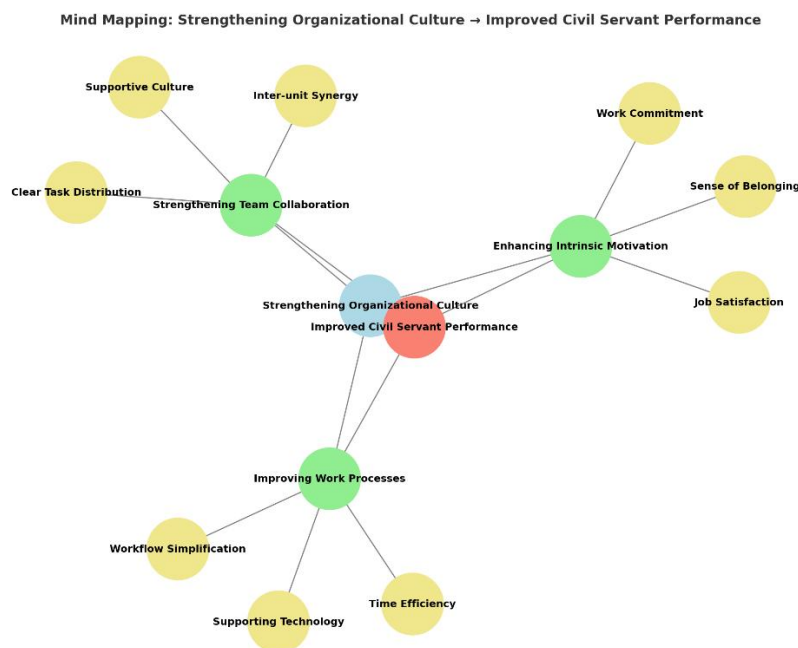 Mind Mapping: Strengthening Organizational Culture → Improved Civil Servant Performance
Supportive Culture
Inter-unit Synergy
Work Commitment
Clear Task Distribution
Sense of Belonging
Strengthening Team Collaboration
Enhancing Intrinsic Motivation
Strengthening Organizational Culture
Job Satisfaction
Improved Civil Servant Performance
Improving Work Processes
Workflow Simplification
Time Efficiency
Supporting Technology